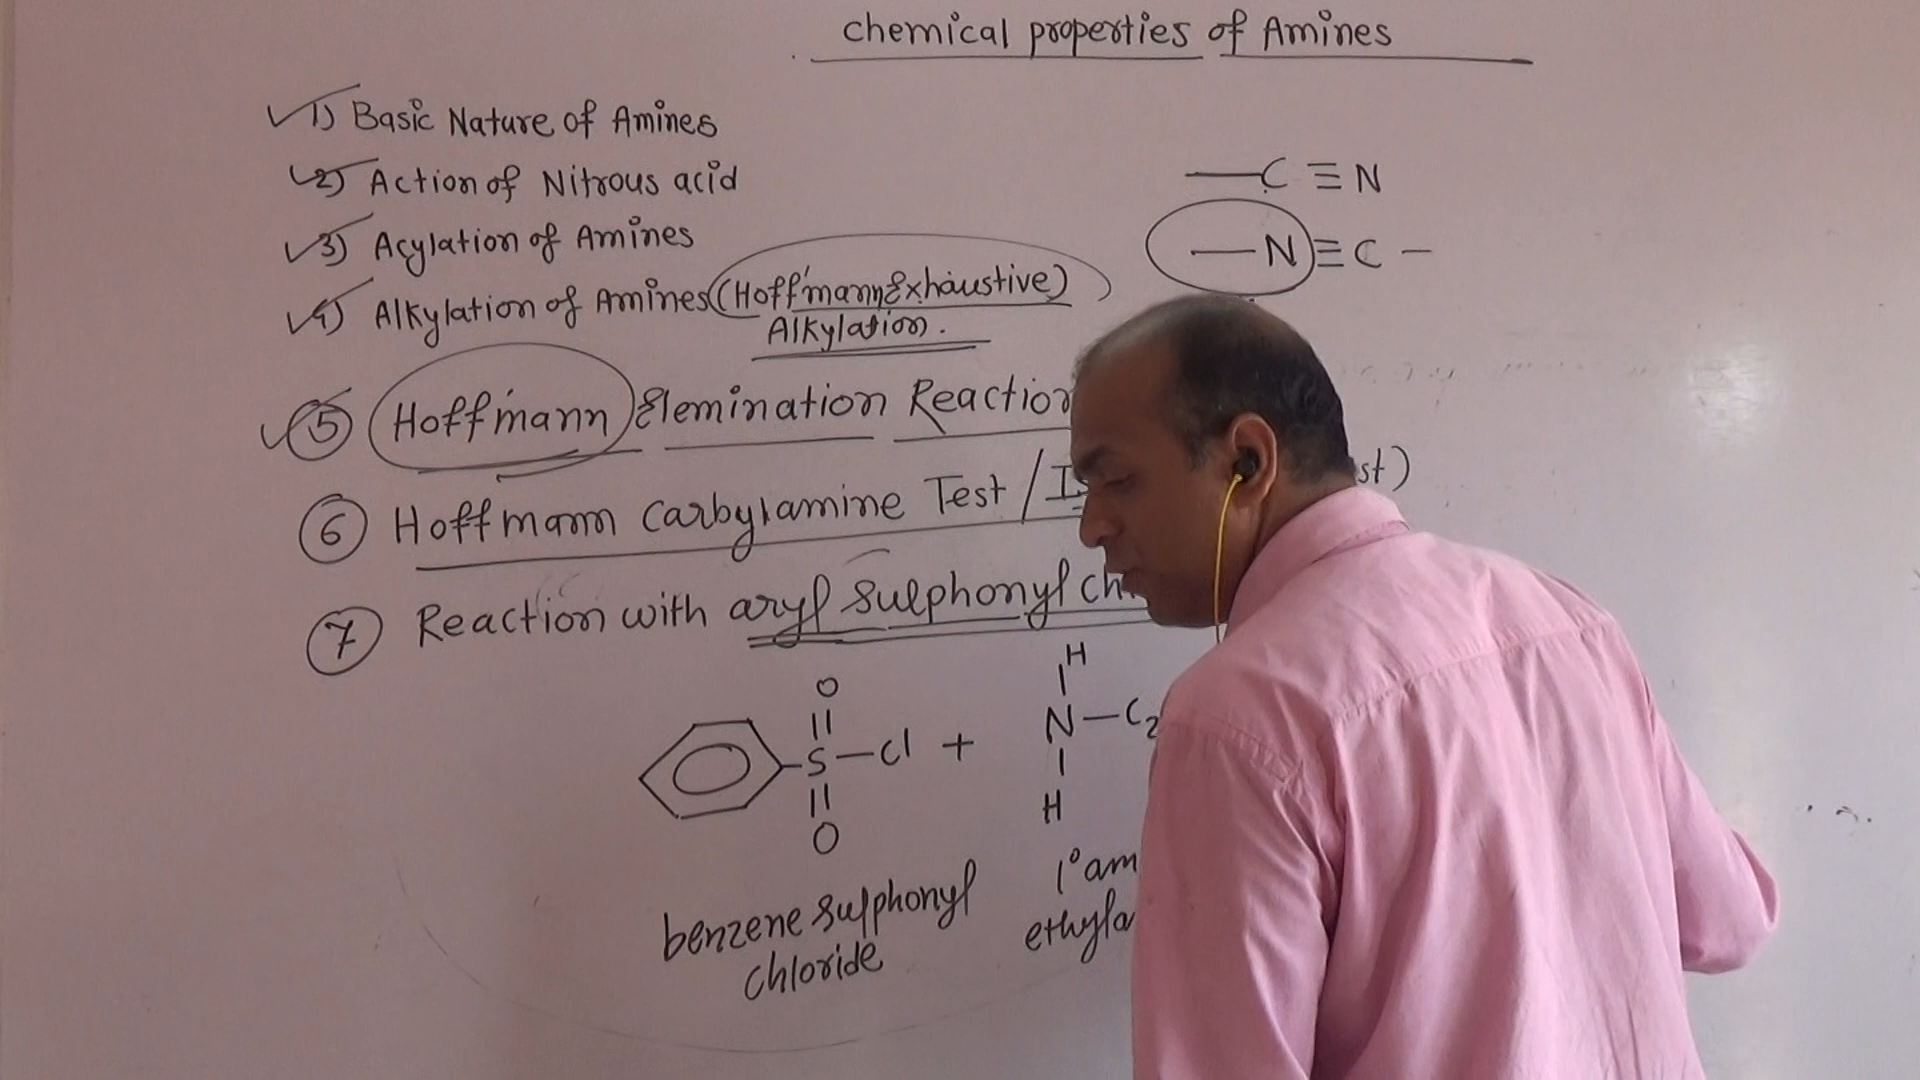 chemical properties of Amines
1) Basic Nature of Amines
2) Action of Nitrous acid
3) Acylation of Amines
4) Alkylation of Amines (Hoffmann Exhaustive)
Alkylation.
5 Hoffmann Elemination Reaction
6 Hoffmann Carbylamine Test / st)
7 Reaction with aryl sulphonyl ch
—C≡N
—N≡C—
O
S—Cl + N—C2
O
H
H
benzene sulphonyl
chloride
1° am
ethyla